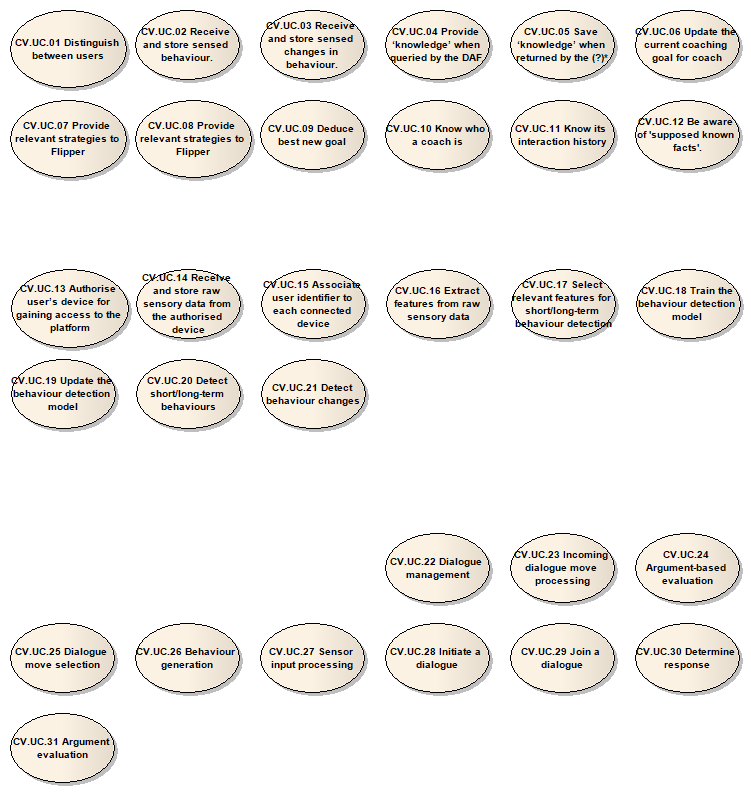 CV.UC.01 Distinguish
between users
CV.UC.02 Receive
and store sensed
behaviour.
CV.UC.03 Receive
and store sensed
changes in
behaviour.
CV.UC.04 Provide
‘knowledge’ when
queried by the DAF
CV.UC.05 Save
‘knowledge’ when
returned by the (?)*
CV.UC.06 Update the
current coaching
goal for coach
CV.UC.07 Provide
relevant strategies to
Flipper
CV.UC.08 Provide
relevant strategies to
Flipper
CV.UC.09 Deduce
best new goal
CV.UC.10 Know who
a coach is
CV.UC.11 Know its
interaction history
CV.UC.12 Be aware
of 'supposed known
facts'.
CV.UC.13 Authorise
user's device for
gaining access to the
platform
CV.UC.14 Receive
and store raw
sensory data from
the authorised
device
CV.UC.15 Associate
user identifier to
each connected
device
CV.UC.16 Extract
features from raw
sensory data
CV.UC.17 Select
relevant features for
short/long-term
behaviour detection
CV.UC.18 Train the
behaviour detection
model
CV.UC.19 Update the
behaviour detection
model
CV.UC.20 Detect
short/long-term
behaviours
CV.UC.21 Detect
behaviour changes
CV.UC.22 Dialogue
management
CV.UC.23 Incoming
dialogue move
processing
CV.UC.24
Argument-based
evaluation
CV.UC.25 Dialogue
move selection
CV.UC.26 Behaviour
generation
CV.UC.27 Sensor
input processing
CV.UC.28 Initiate a
dialogue
CV.UC.29 Join a
dialogue
CV.UC.30 Determine
response
CV.UC.31 Argument
evaluation